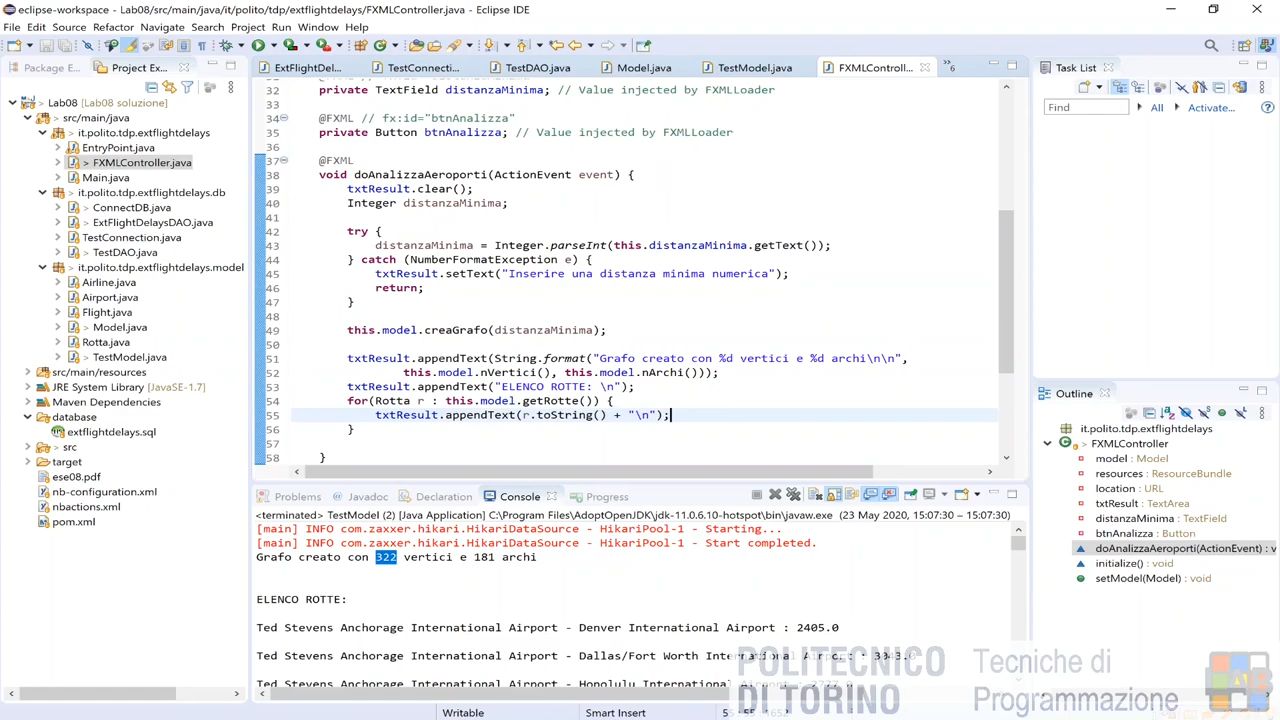 eclipse-workspace - Lab08/src/main/java/it/polito/tdp/extflightdelays/FXMLController.java - Eclipse IDE
File Edit Source Refactor Navigate Search Project Run Window Help
Package E...
Project Ex...
ExtFlightDel...
TestConnecti...
TestDAO.java
Model.java
TestModel.java
FXMLControll...
6
Task List
Find
All
Activate...
Lab08 [Lab08 soluzione]
src/main/java
it.polito.tdp.extflightdelays
EntryPoint.java
> FXMLController.java
Main.java
it.polito.tdp.extflightdelays.db
ConnectDB.java
> ExtFlightDelaysDAO.java
TestConnection.java
> TestDAO.java
it.polito.tdp.extflightdelays.model
Airline.java
Airport.java
Flight.java
> Model.java
Rotta.java
> TestModel.java
src/main/resources
JRE System Library [JavaSE-1.7]
Maven Dependencies
database
extflightdelays.sql
src
target
ese08.pdf
nb-configuration.xml
nbactions.xml
pom.xml
32 private TextField distanzaMinima; // Value injected by FXMLLoader
33
34 @FXML // fx:id="btnAnalizza"
35 private Button btnAnalizza; // Value injected by FXMLLoader
36
37 @FXML
38 void doAnalizzaAeroporti(ActionEvent event) {
39 txtResult.clear();
40 Integer distanzaMinima;
41
42 try {
43 distanzaMinima = Integer.parseInt(this.distanzaMinima.getText());
44 } catch (NumberFormatException e) {
45 txtResult.setText("Inserire una distanza minima numerica");
46 return;
47 }
48
49 this.model.creaGrafo(distanzaMinima);
50
51 txtResult.appendText(String.format("Grafo creato con %d vertici e %d archi\n\n",
52 this.model.nVertici(), this.model.nArchi()));
53 txtResult.appendText("ELENCO ROTTE: \n");
54 for(Rotta r : this.model.getRotte()) {
55 txtResult.appendText(r.toString() + "\n");
56 }
57
58 }
Outline
it.polito.tdp.extflightdelays
FXMLController
model : Model
resources : ResourceBundle
location : URL
txtResult : TextArea
distanzaMinima : TextField
btnAnalizza : Button
doAnalizzaAeroporti(ActionEvent) : v
initialize() : void
setModel(Model) : void
Problems
Javadoc
Declaration
Console
Progress
<terminated> TestModel (2) [Java Application] C:\Program Files\AdoptOpenJDK\jdk-11.0.6.10-hotspot\bin\javaw.exe (23 May 2020, 15:07:30 – 15:07:30)
[main] INFO com.zaxxer.hikari.HikariDataSource - HikariPool-1 - Starting...
[main] INFO com.zaxxer.hikari.HikariDataSource - HikariPool-1 - Start completed.
Grafo creato con 322 vertici e 181 archi
ELENCO ROTTE:
Ted Stevens Anchorage International Airport - Denver International Airport : 2405.0
Ted Stevens Anchorage International Airport - Dallas/Fort Worth International Airport : 3043.0
Ted Stevens Anchorage International Airport - Honolulu International Airport :
POLITECNICO
DI TORINO
Tecniche di
Programmazione
Writable
Smart Insert
55 : 55 : 1652